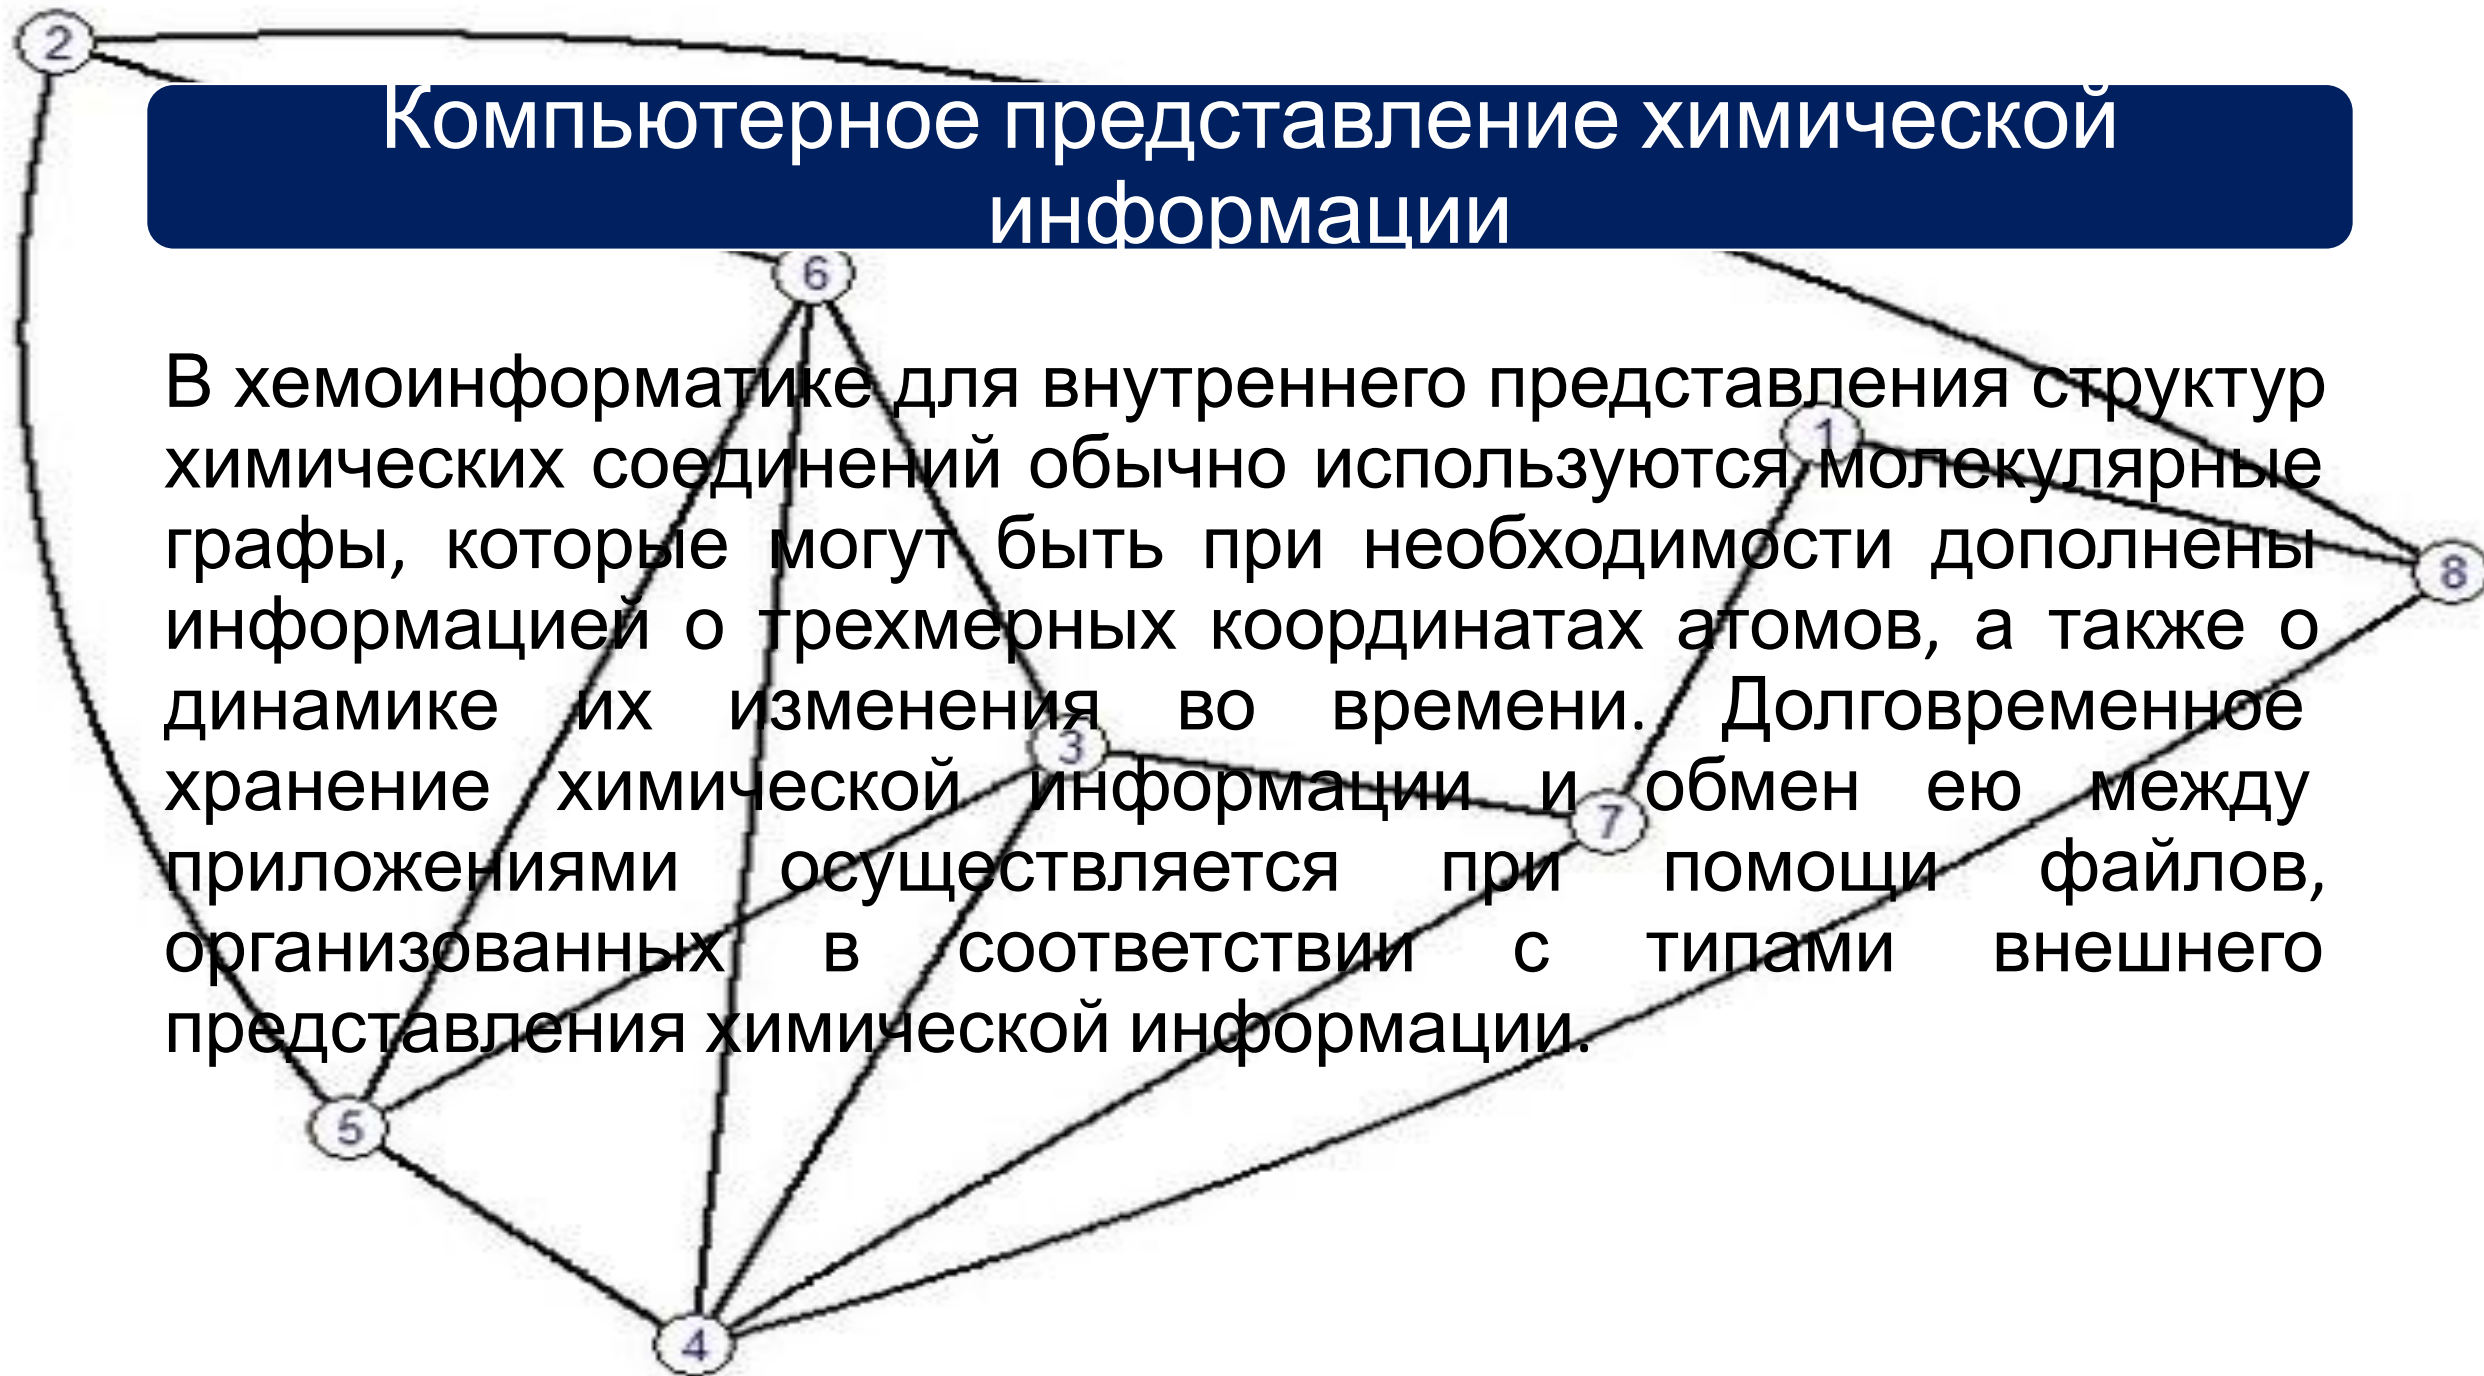 2
Компьютерное представление химической
информации
6
В хемоинформатике для внутреннего представления структур
1
химических соединений обычно используются молекулярные
графы, которые могут быть при необходимости дополнены
8
информацией о трехмерных координатах атомов, а также о
динамике их изменения во времени. Долговременное
3
хранение химической информации и обмен ею между
7
приложениями осуществляется при помощи файлов,
организованных в соответствии с типами внешнего
представления химической информации.
5
4